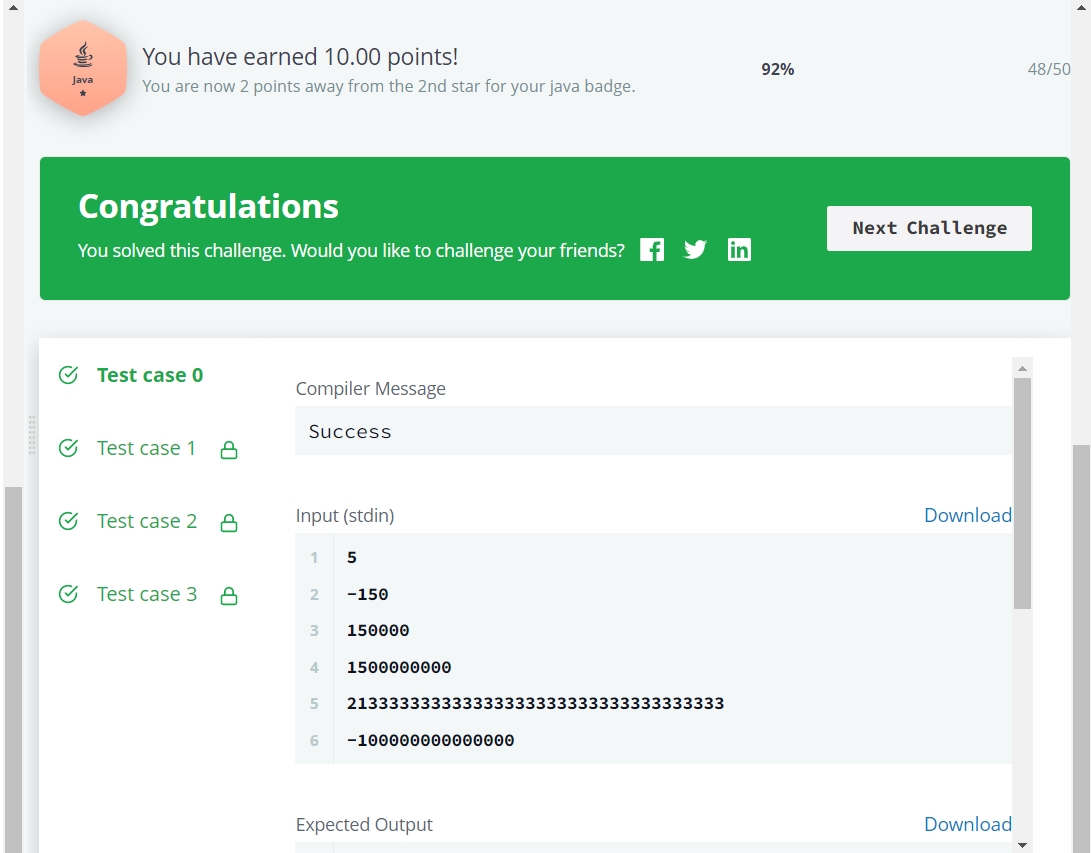 Java
You have earned 10.00 points!
You are now 2 points away from the 2nd star for your java badge.
92%
48/50
Congratulations
You solved this challenge. Would you like to challenge your friends?
Next Challenge
Test case 0
Test case 1
Test case 2
Test case 3
Compiler Message
Success
Input (stdin)
Download
1 5
2 -150
3 150000
4 1500000000
5 213333333333333333333333333333333333
6 -100000000000000
Expected Output
Download